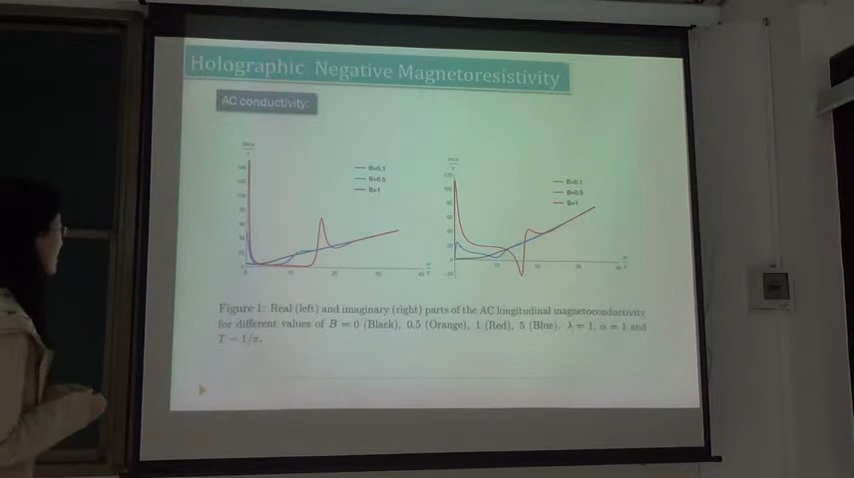 Holographic Negative Magnetoresistivity
AC conductivity:
B=0.1
B=0.5
B=1
B=0.1
B=0.5
B=1
Figure 1: Real (left) and imaginary (right) parts of the AC longitudinal magnetoconductivity
for different values of B = 0 (Black), 0.5 (Orange), 1 (Red), 5 (Blue). λ = 1, α = 1 and
T = 1/π.